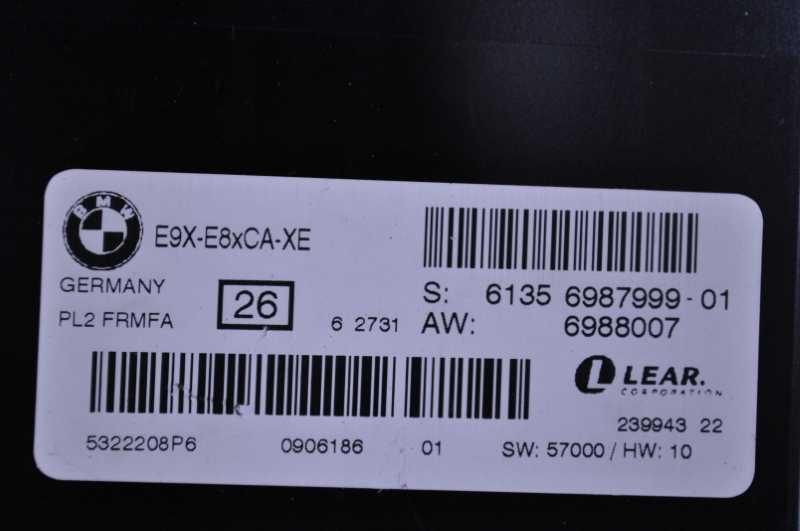 BMW
E9X-E8xCA-XE
GERMANY
26
S: 6135 6987999-01
PL2 FRMFA
6 2731
AW: 6988007
LEAR.
CORPORATION
239943 22
5322208P6
0906186
01
SW: 57000 / HW: 10